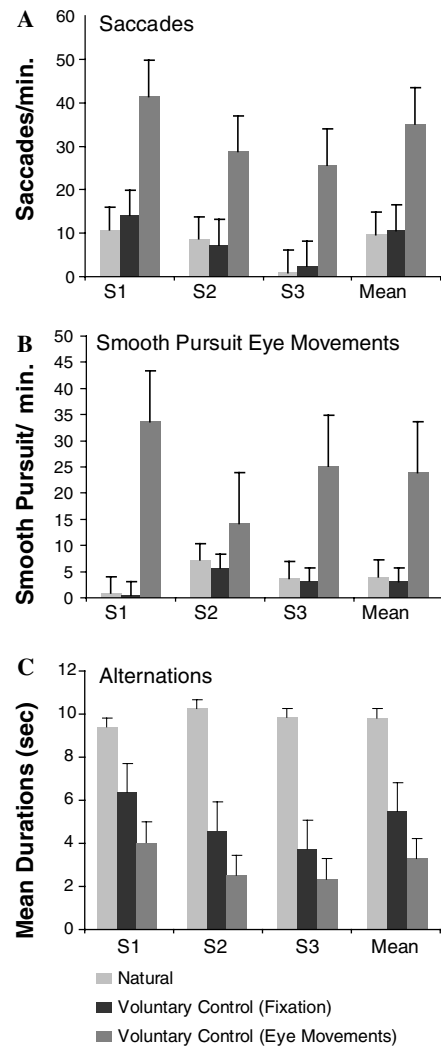 A
Saccades
Saccades/min.
60
50
40
30
20
10
0
S1 S2 S3 Mean
B
Smooth Pursuit Eye Movements
Smooth Pursuit/ min.
50
45
40
35
30
25
20
15
10
5
0
S1 S2 S3 Mean
C
Alternations
Mean Durations (sec)
12
10
8
6
4
2
0
S1 S2 S3 Mean
Natural
Voluntary Control (Fixation)
Voluntary Control (Eye Movements)